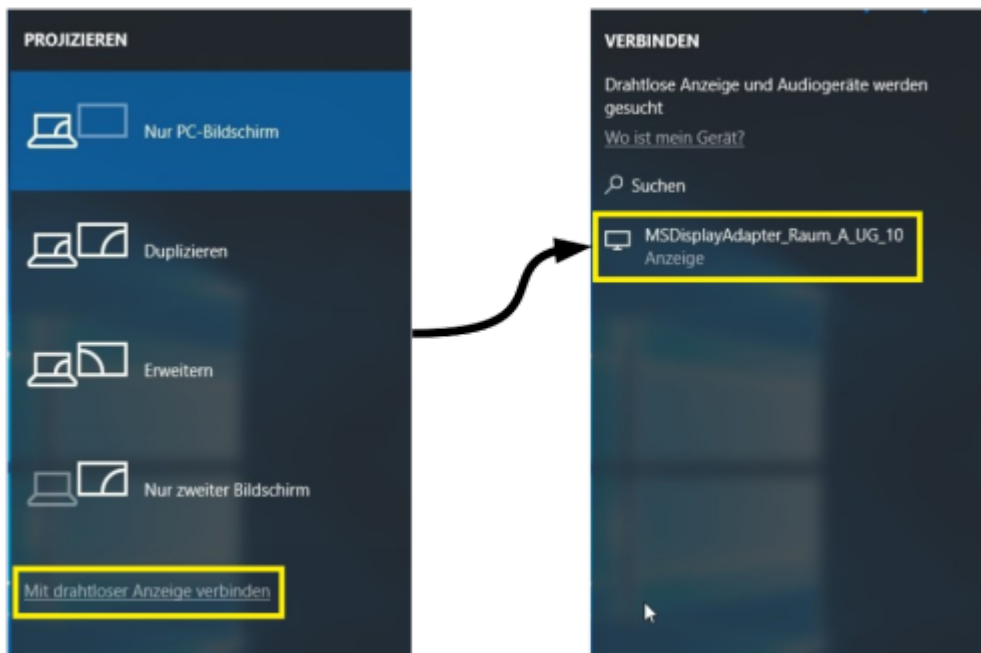 PROJIZIEREN
Nur PC-Bildschirm
Duplizieren
Erweitern
Nur zweiter Bildschirm
Mit drahtloser Anzeige verbinden
VERBINDEN
Drahtlose Anzeige und Audiogeräte werden
gesucht
Wo ist mein Gerät?
Suchen
MSDisplayAdapter_Raum_A_UG_10
Anzeige